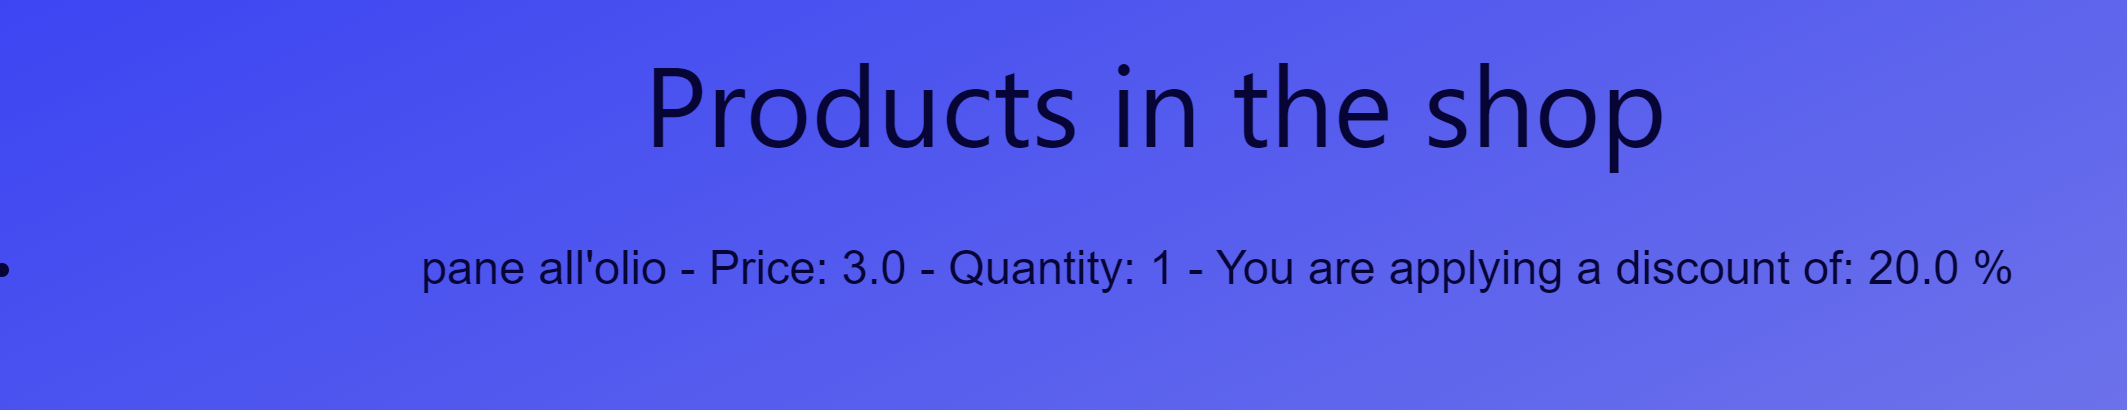 Products in the shop
• pane all'olio - Price: 3.0 - Quantity: 1 - You are applying a discount of: 20.0 %